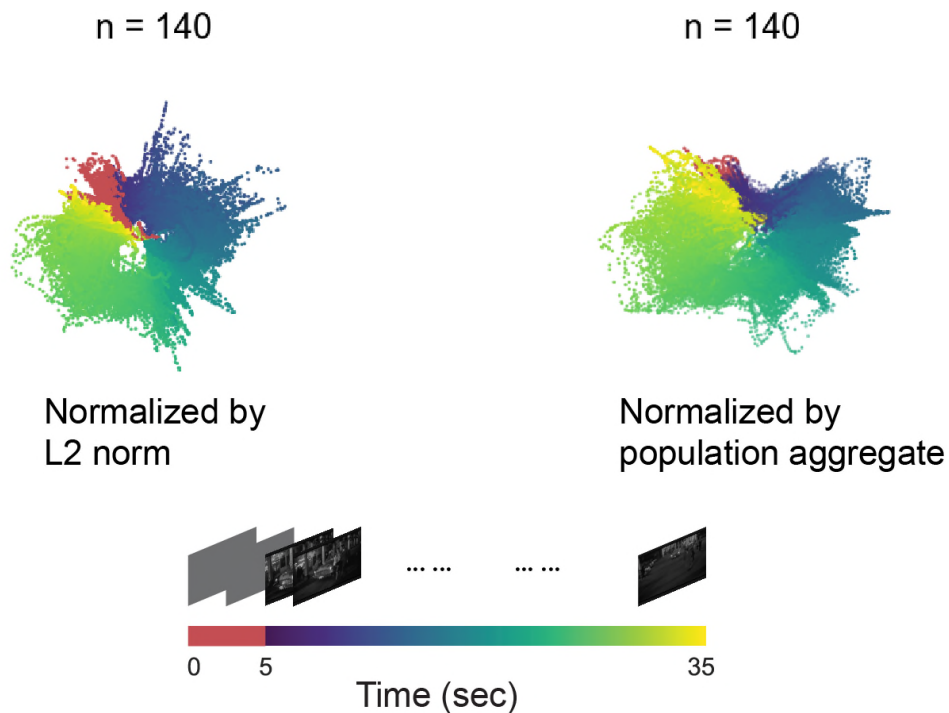 n = 140
n = 140
Normalized by
L2 norm
Normalized by
population aggregate
... ...
... ...
0
5
35
Time (sec)